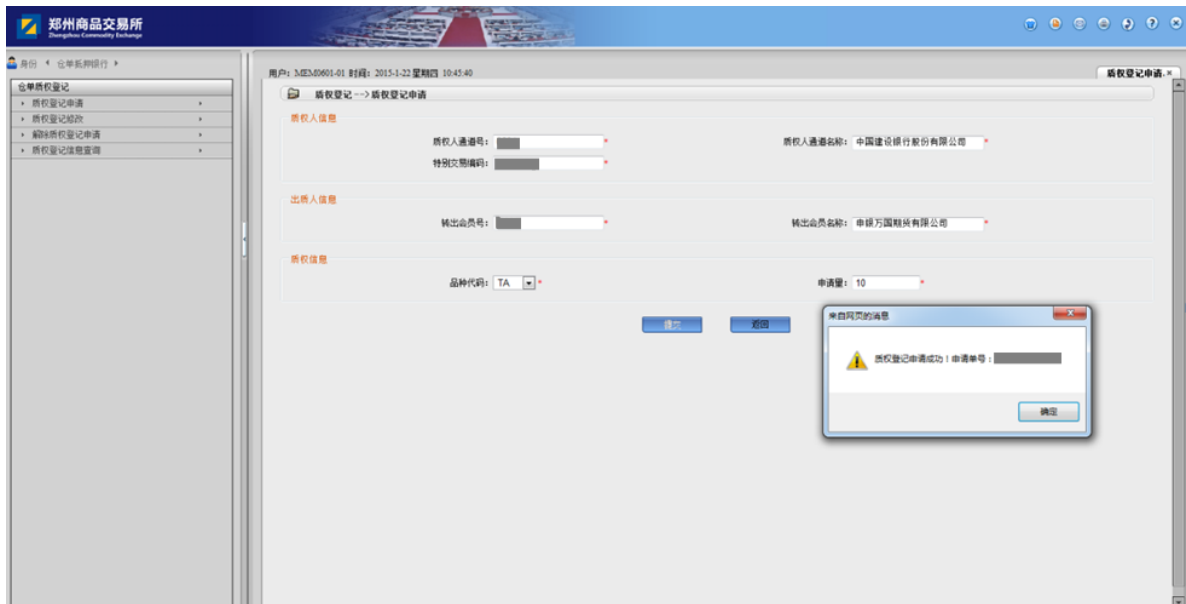 郑州商品交易所
Zhengzhou Commodity Exchange
身份 仓单质押银行
用户: MEM0601-01 时间: 2015-1-22 星期四 10:45:40
质权登记申请
仓单质权登记
质权登记申请
质权登记修改
解除质权登记申请
质权登记信息查询
质权登记-->质权登记申请
质权人信息
质权人通道号: * 质权人通道名称: 中国建设银行股份有限公司 *
特别交易编码: *
出质人信息
转出会员号: * 转出会员名称: 申银万国期货有限公司 *
质权信息
品种代码: TA * 申请量: 10 *
提交 返回
来自网页的消息
质权登记申请成功！申请单号:
确定